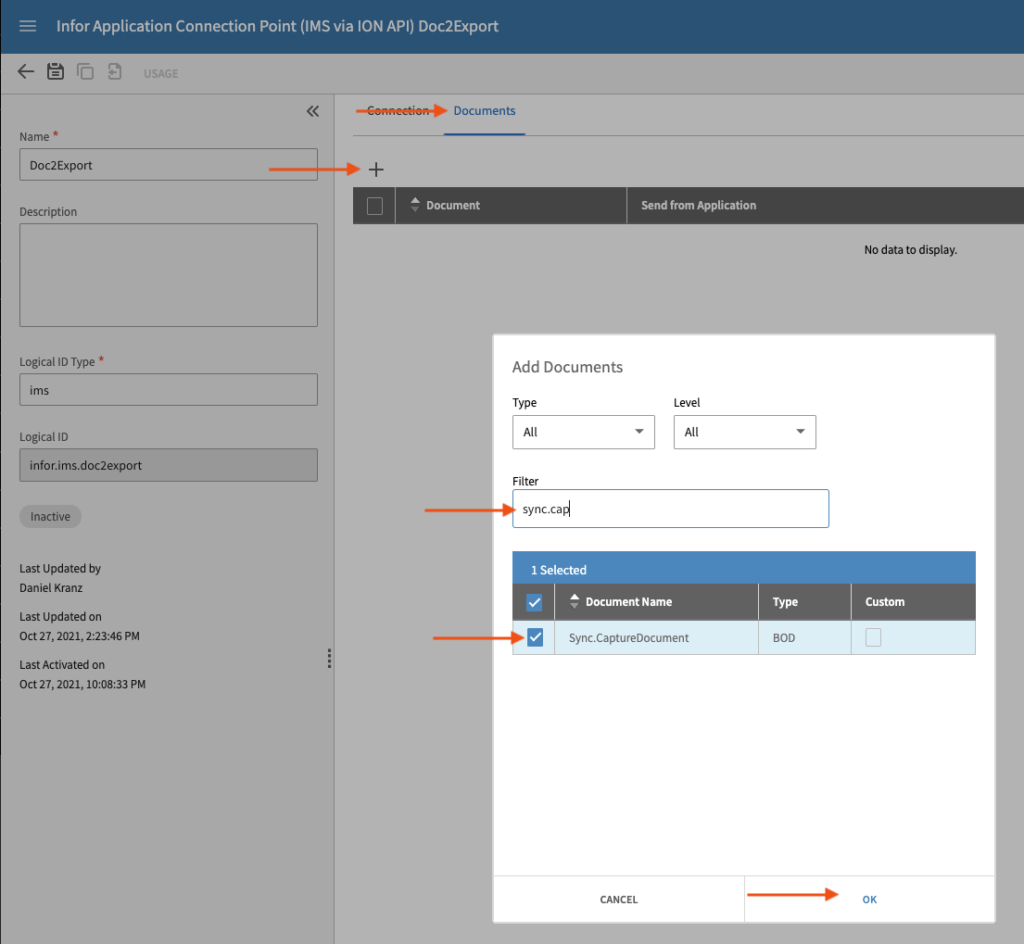 Infor Application Connection Point (IMS via ION API) Doc2Export
USAGE
Name *
Doc2Export
Description
Logical ID Type *
ims
Logical ID
infor.ims.doc2export
Inactive
Last Updated by
Daniel Kranz
Last Updated on
Oct 27, 2021, 2:23:46 PM
Last Activated on
Oct 27, 2021, 10:08:33 PM
Connection Documents
Document Send from Application
No data to display.
Add Documents
Type Level
All All
Filter
sync.cap
1 Selected
Document Name Type Custom
Sync.CaptureDocument BOD
CANCEL OK